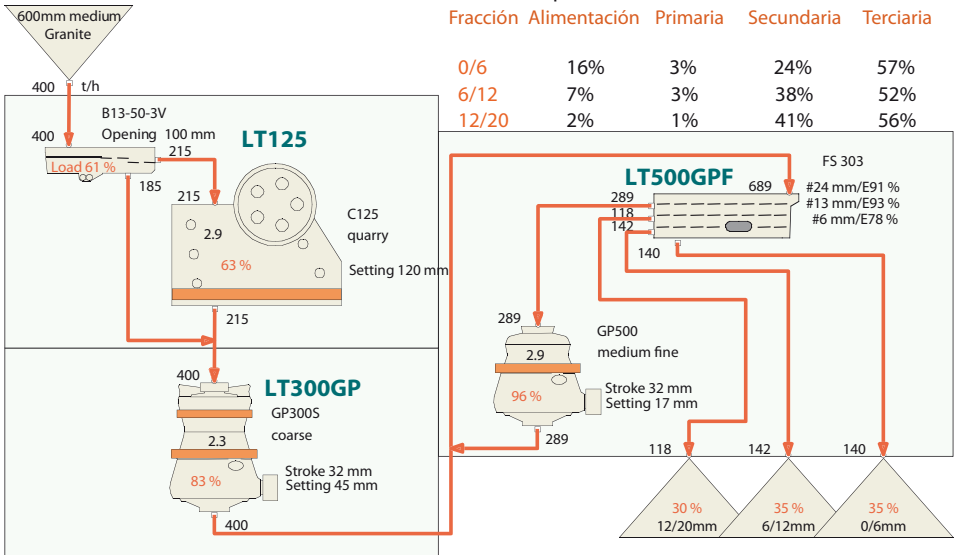 600mm medium
Granite
400 t/h
Fracción Alimentación Primaria Secundaria Terciaria
0/6 16% 3% 24% 57%
6/12 7% 3% 38% 52%
12/20 2% 1% 41% 56%
B13-50-3V
Opening 100 mm
400
Load 61 %
215
185
LT125
215
2.9
63 %
C125
quarry
Setting 120 mm
215
400
LT300GP
GP300S
coarse
2.3
83 %
Stroke 32 mm
Setting 45 mm
400
LT500GPF
689
FS 303
#24 mm/E91 %
#13 mm/E93 %
#6 mm/E78 %
289
118
142
140
289
GP500
medium fine
2.9
96 %
Stroke 32 mm
Setting 17 mm
289
118
142
140
30 %
12/20mm
35 %
6/12mm
35 %
0/6mm